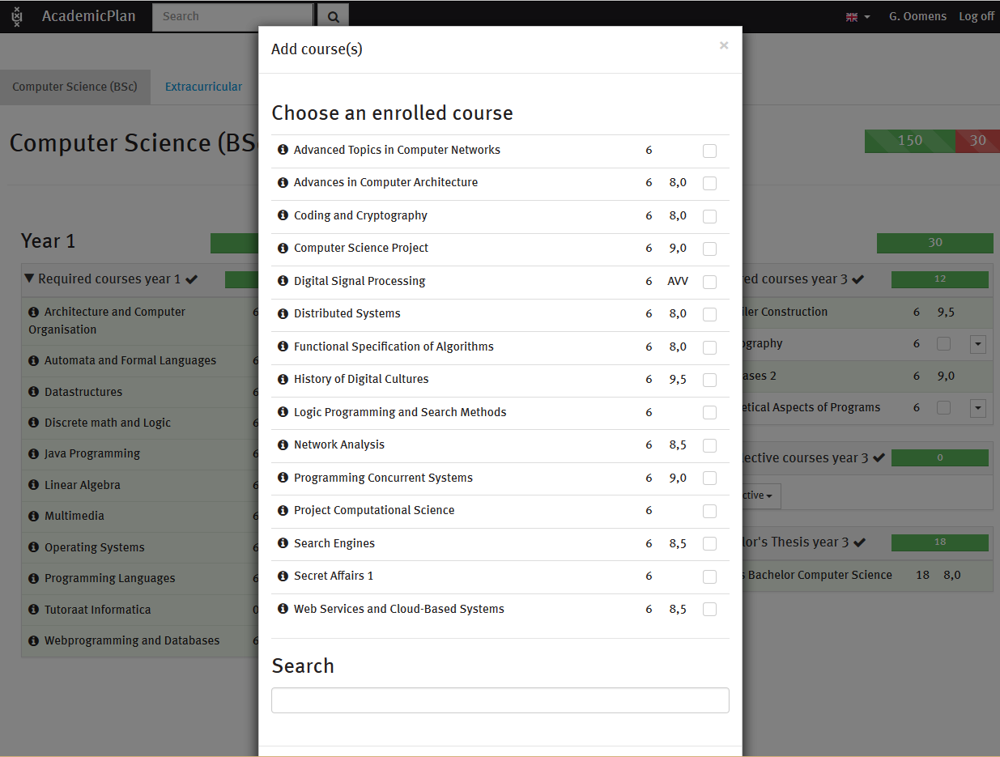 AcademicPlan Search G. Oomens Log off
Add course(s) ×
Computer Science (BSc) Extracurricular
Choose an enrolled course
Computer Science (BS 150 30
Advanced Topics in Computer Networks 6
Advances in Computer Architecture 6 8,0
Coding and Cryptography 6 8,0
Computer Science Project 6 9,0
Digital Signal Processing 6 AVV
Distributed Systems 6 8,0
Functional Specification of Algorithms 6 8,0
History of Digital Cultures 6 9,5
Logic Programming and Search Methods 6
Network Analysis 6 8,5
Programming Concurrent Systems 6 9,0
Project Computational Science 6
Search Engines 6 8,5
Secret Affairs 1 6
Web Services and Cloud-Based Systems 6 8,5
Search
Year 1
Required courses year 1
Architecture and Computer 6
Organisation
Automata and Formal Languages 6
Datastructures 6
Discrete math and Logic 6
Java Programming 6
Linear Algebra 6
Multimedia 6
Operating Systems 6
Programming Languages 6
Tutoraat Informatica 0
Webprogramming and Databases 6
30
ed courses year 3 12
iler Construction 6 9,5
ography 6
ases 2 6 9,0
etical Aspects of Programs 6
lective courses year 3 0
ctive
lor's Thesis year 3 18
s Bachelor Computer Science 18 8,0